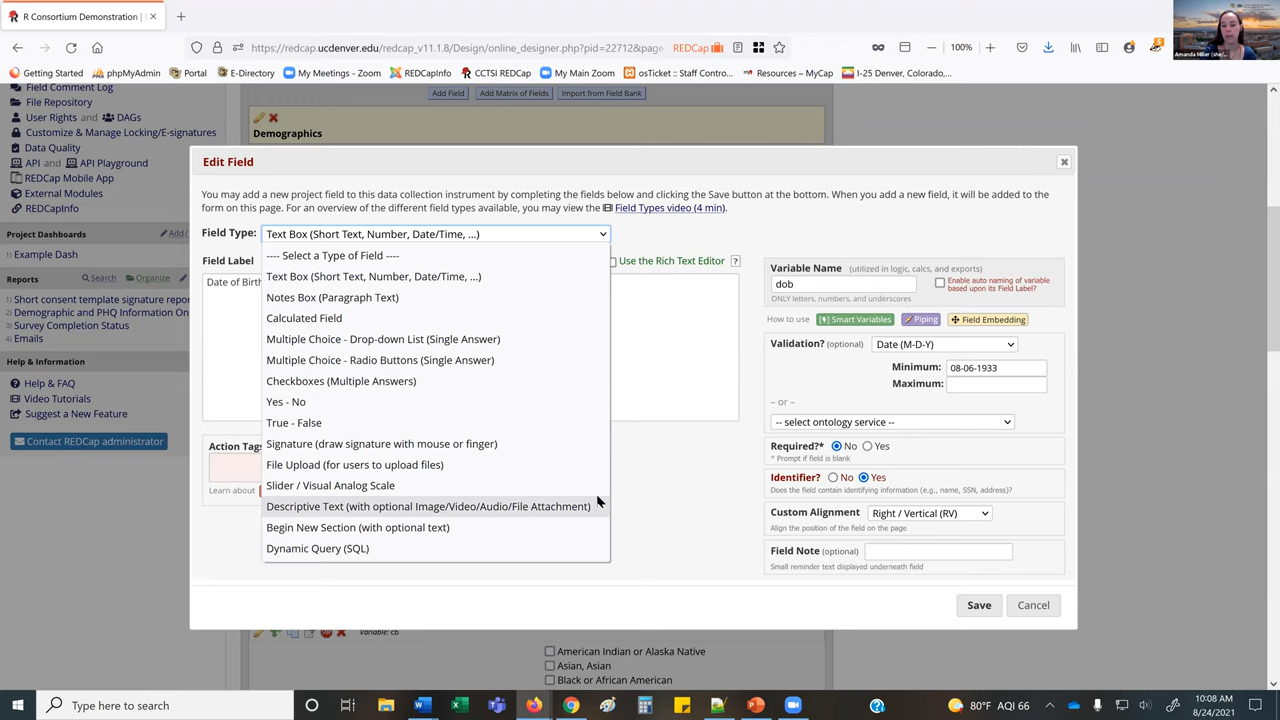 R Consortium Demonstration |
https://redcap.ucdenver.edu/redcap_v11.1.8/Design/online_designer.php?pid=22712&page=
REDCap
100%
Amanda Miller (she/
Getting Started
phpMyAdmin
Portal
E-Directory
My Meetings - Zoom
REDCapInfo
CCTSI REDCap
My Main Zoom
osTicket :: Staff Contro...
Resources – MyCap
I-25 Denver, Colorado,...
Field Comment Log
File Repository
User Rights and DAGs
Customize & Manage Locking/E-signatures
Data Quality
API and API Playground
REDCap Mobile App
External Modules
REDCapInfo
Project Dashboards
Add/
1) Example Dash
Reports
Search
Organize
1) Short consent template signature repor
2) Demographic and PHQ Information On
3) Survey Completion Status
4) Emails
Help & Information
Help & FAQ
Video Tutorials
Suggest a New Feature
Contact REDCap administrator
Add Field
Add Matrix of Fields
Import from Field Bank
Demographics
Edit Field
You may add a new project field to this data collection instrument by completing the fields below and clicking the Save button at the bottom. When you add a new field, it will be added to the
form on this page. For an overview of the different field types available, you may view the Field Types video (4 min).
Field Type: Text Box (Short Text, Number, Date/Time, ...)
---- Select a Type of Field ----
Text Box (Short Text, Number, Date/Time, ...)
Notes Box (Paragraph Text)
Calculated Field
Multiple Choice - Drop-down List (Single Answer)
Multiple Choice - Radio Buttons (Single Answer)
Checkboxes (Multiple Answers)
Yes - No
True - False
Signature (draw signature with mouse or finger)
File Upload (for users to upload files)
Slider / Visual Analog Scale
Descriptive Text (with optional Image/Video/Audio/File Attachment)
Begin New Section (with optional text)
Dynamic Query (SQL)
Field Label
Use the Rich Text Editor
?
Date of Birth
Action Tags
Learn about
Variable Name (utilized in logic, calcs, and exports)
dob
Enable auto naming of variable
based upon its Field Label?
ONLY letters, numbers, and underscores
How to use
Smart Variables
Piping
Field Embedding
Validation? (optional)
Date (M-D-Y)
Minimum:
08-06-1933
Maximum:
– or –
-- select ontology service --
Required?* No Yes
* Prompt if field is blank
Identifier? No Yes
Does the field contain identifying information (e.g., name, SSN, address)?
Custom Alignment
Right / Vertical (RV)
Align the position of the field on the page
Field Note (optional)
Small reminder text displayed underneath field
Save
Cancel
Variable: cb
American Indian or Alaska Native
Asian, Asian
Black or African American
Type here to search
80°F AQI 66
10:08 AM
8/24/2021